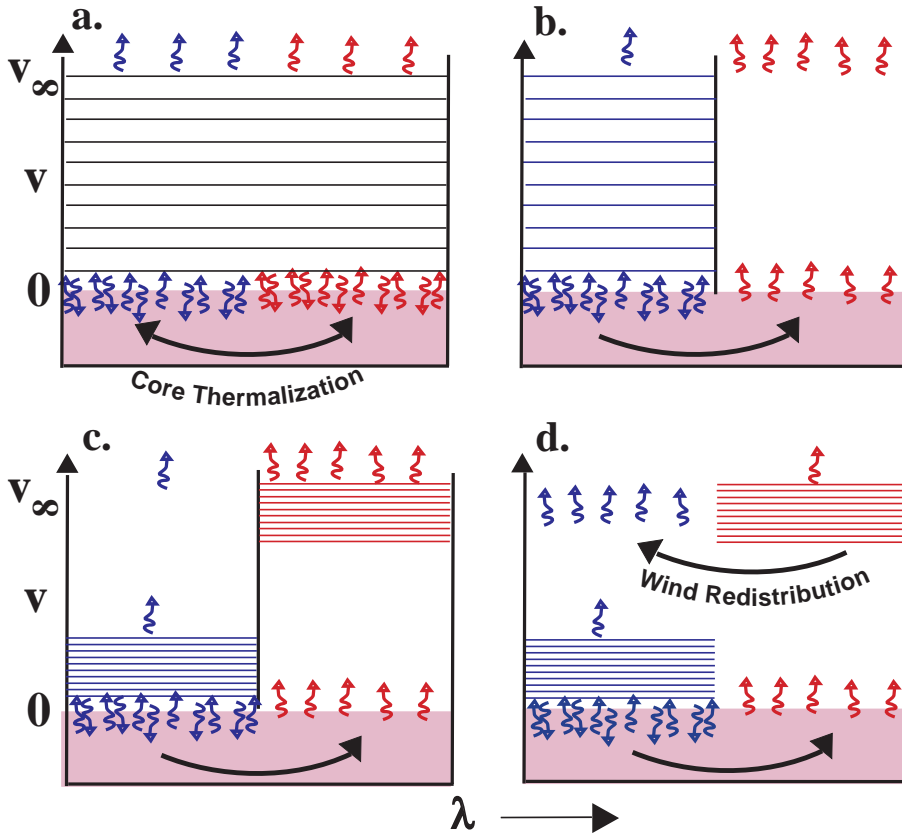 a.
b.
v∞
v
0
Core Thermalization
c.
d.
v∞
v
0
Wind Redistribution
λ